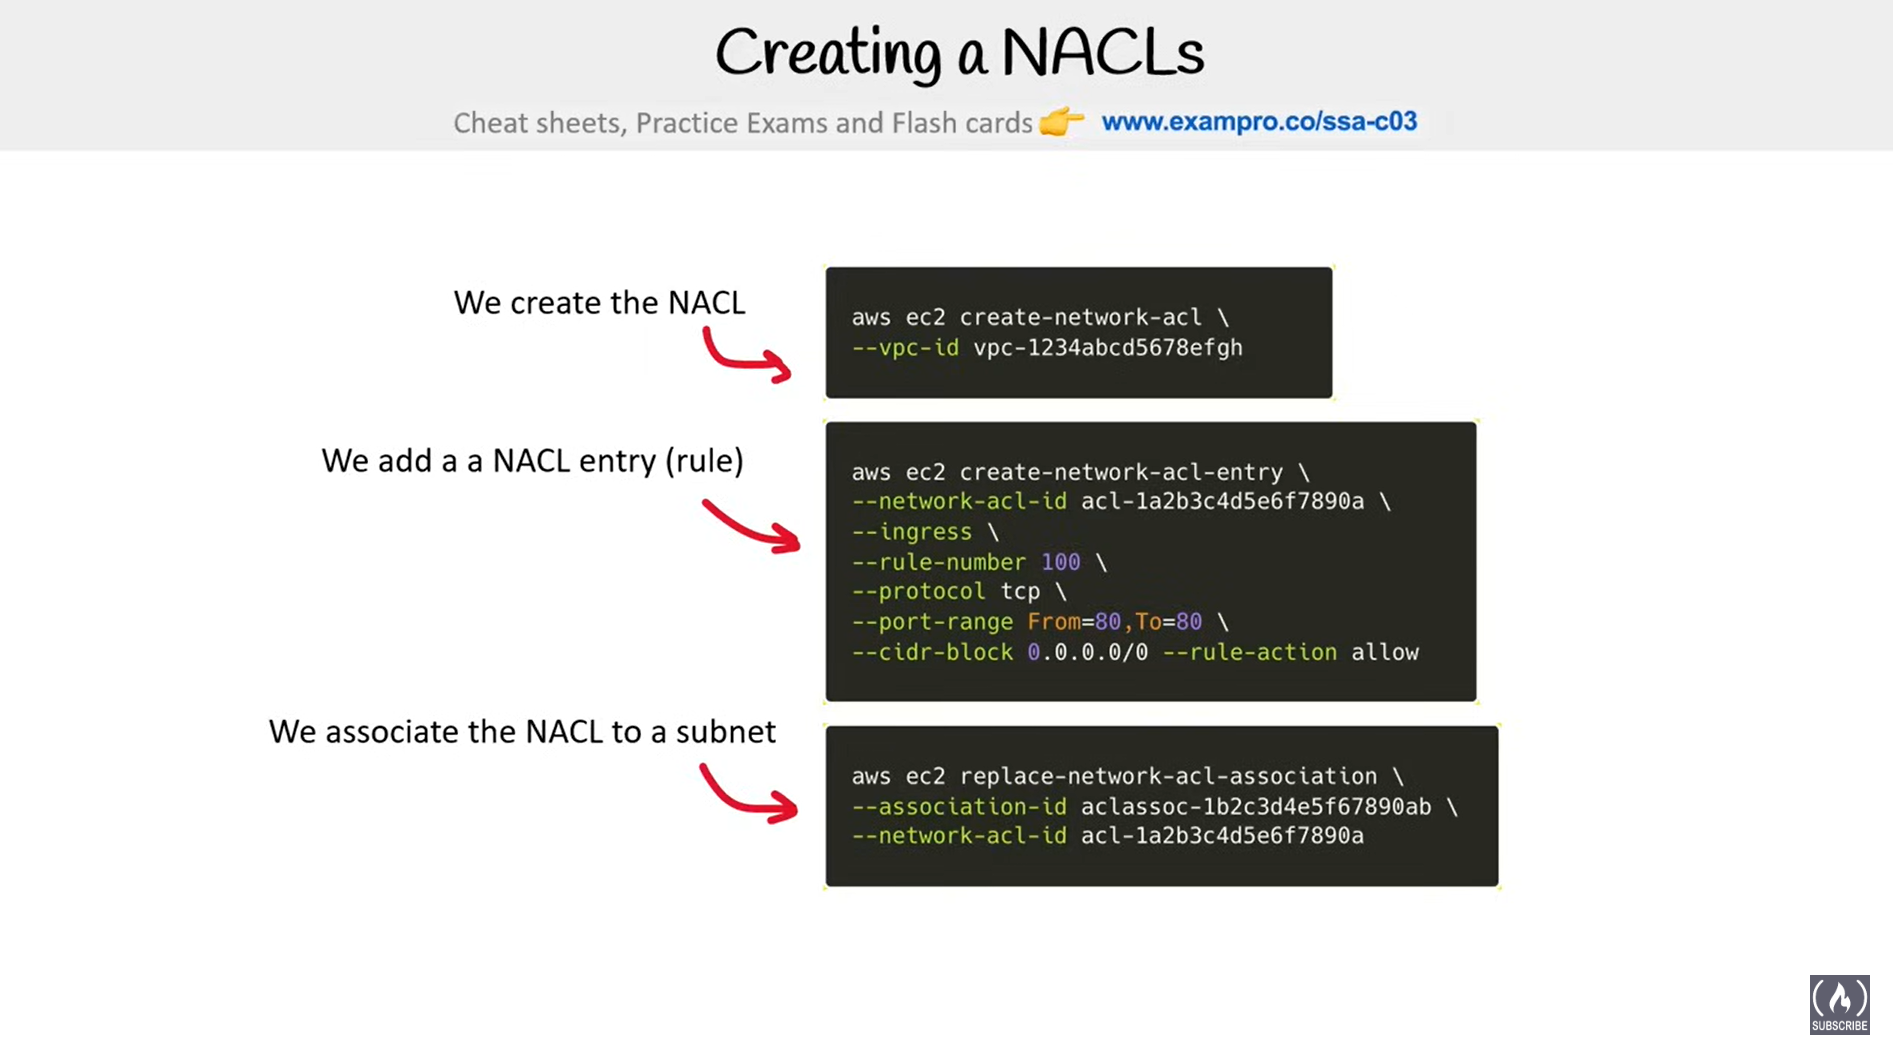 Creating a NACLs
Cheat sheets, Practice Exams and Flash cards 👉 www.exampro.co/ssa-c03
We create the NACL
aws ec2 create-network-acl \
--vpc-id vpc-1234abcd5678efgh
We add a a NACL entry (rule)
aws ec2 create-network-acl-entry \
--network-acl-id acl-1a2b3c4d5e6f7890a \
--ingress \
--rule-number 100 \
--protocol tcp \
--port-range From=80,To=80 \
--cidr-block 0.0.0.0/0 --rule-action allow
We associate the NACL to a subnet
aws ec2 replace-network-acl-association \
--association-id aclassoc-1b2c3d4e5f67890ab \
--network-acl-id acl-1a2b3c4d5e6f7890a
SUBSCRIBE